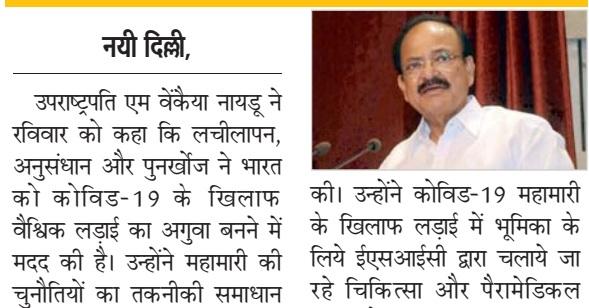 नयी दिल्ली,
उपराष्ट्रपति एम वेंकैया नायडू ने
रविवार को कहा कि लचीलापन,
अनुसंधान और पुनर्खोज ने भारत
को कोविड-19 के खिलाफ
वैश्विक लड़ाई का अगुवा बनने में
मदद की है। उन्होंने महामारी की
चुनौतियों का तकनीकी समाधान
की। उन्होंने कोविड-19 महामारी
के खिलाफ लड़ाई में भूमिका के
लिये ईएसआईसी द्वारा चलाये जा
रहे चिकित्सा और पैरामेडिकल